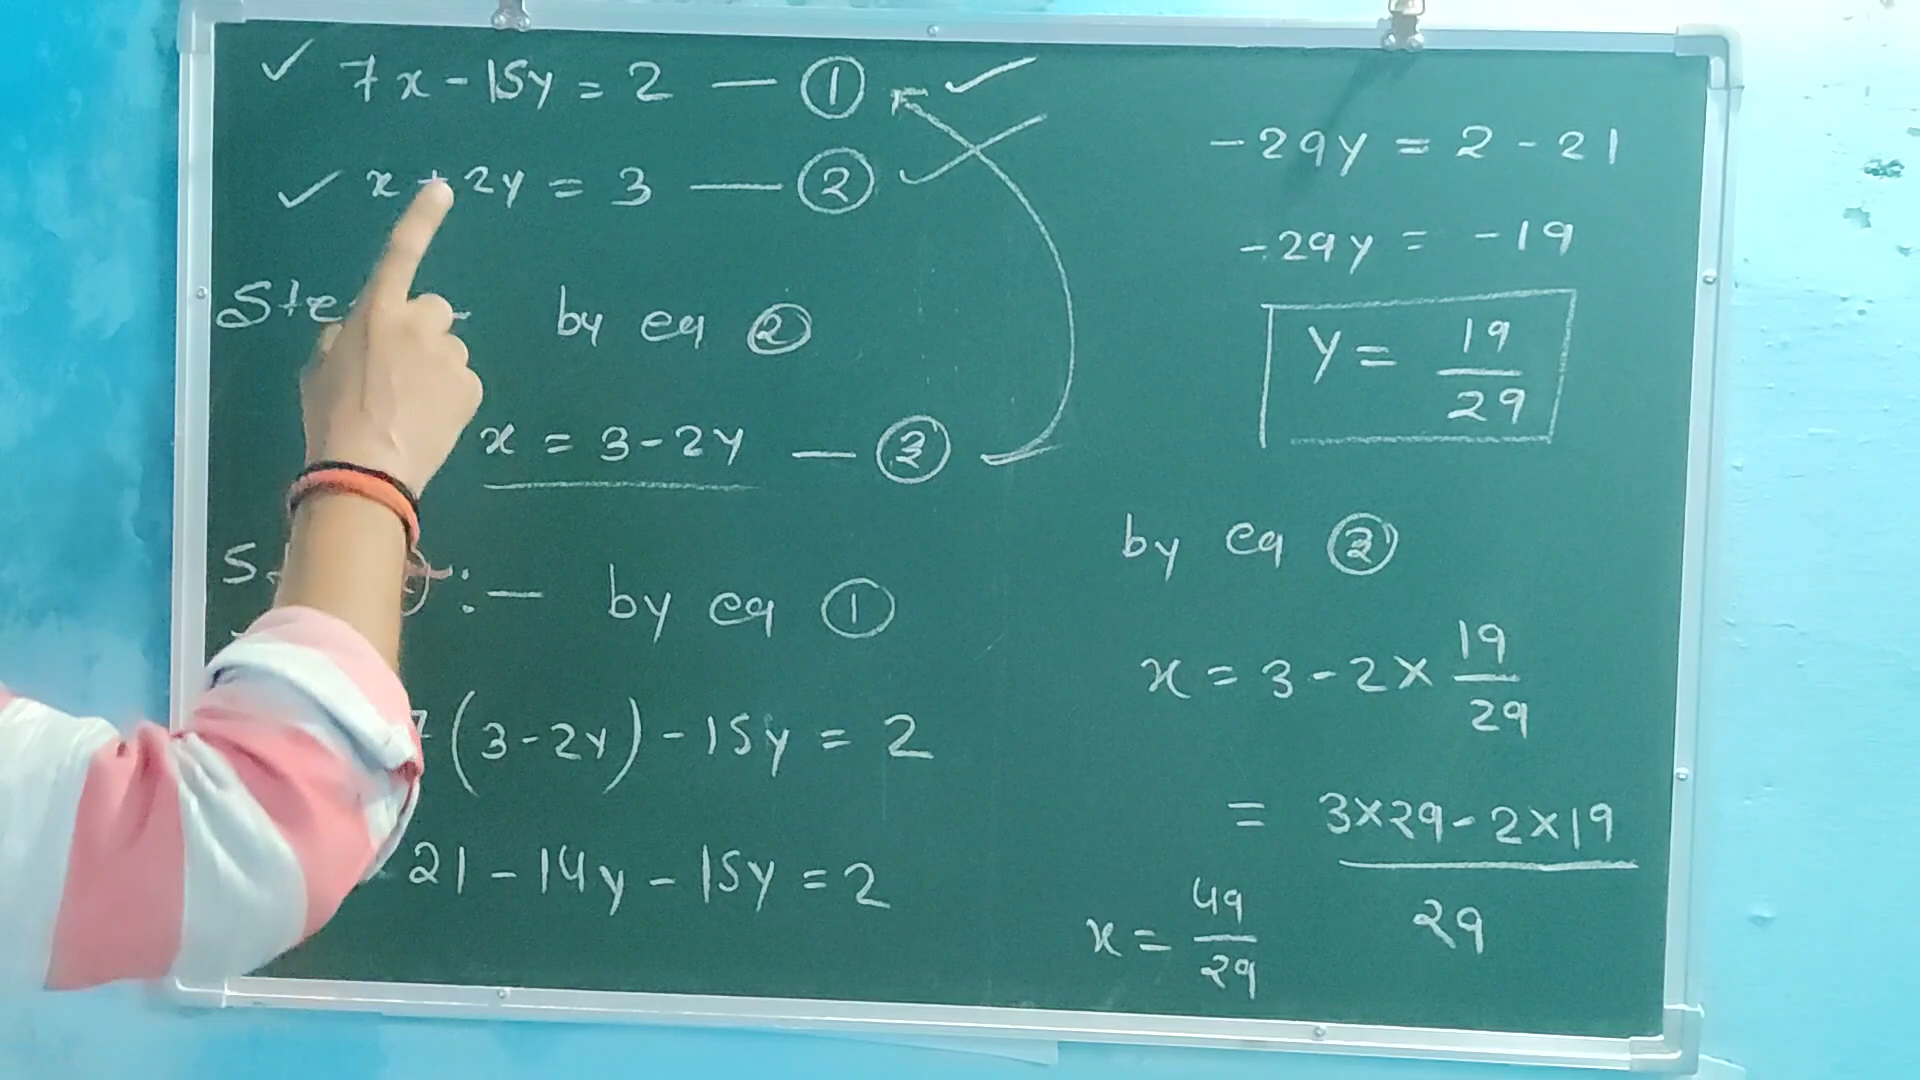 ✓ 7x - 15y = 2 — ① ✓
✓ x + 2y = 3 — ② ✓
by eq ②
x = 3 - 2y — ③
:— by eq ①
7(3 - 2y) - 15y = 2
21 - 14y - 15y = 2
-29y = 2 - 21
-29y = -19
y = 19/29
by eq ③
x = 3 - 2 × 19/29
= 3×29 - 2×19 / 29
x = 49/29